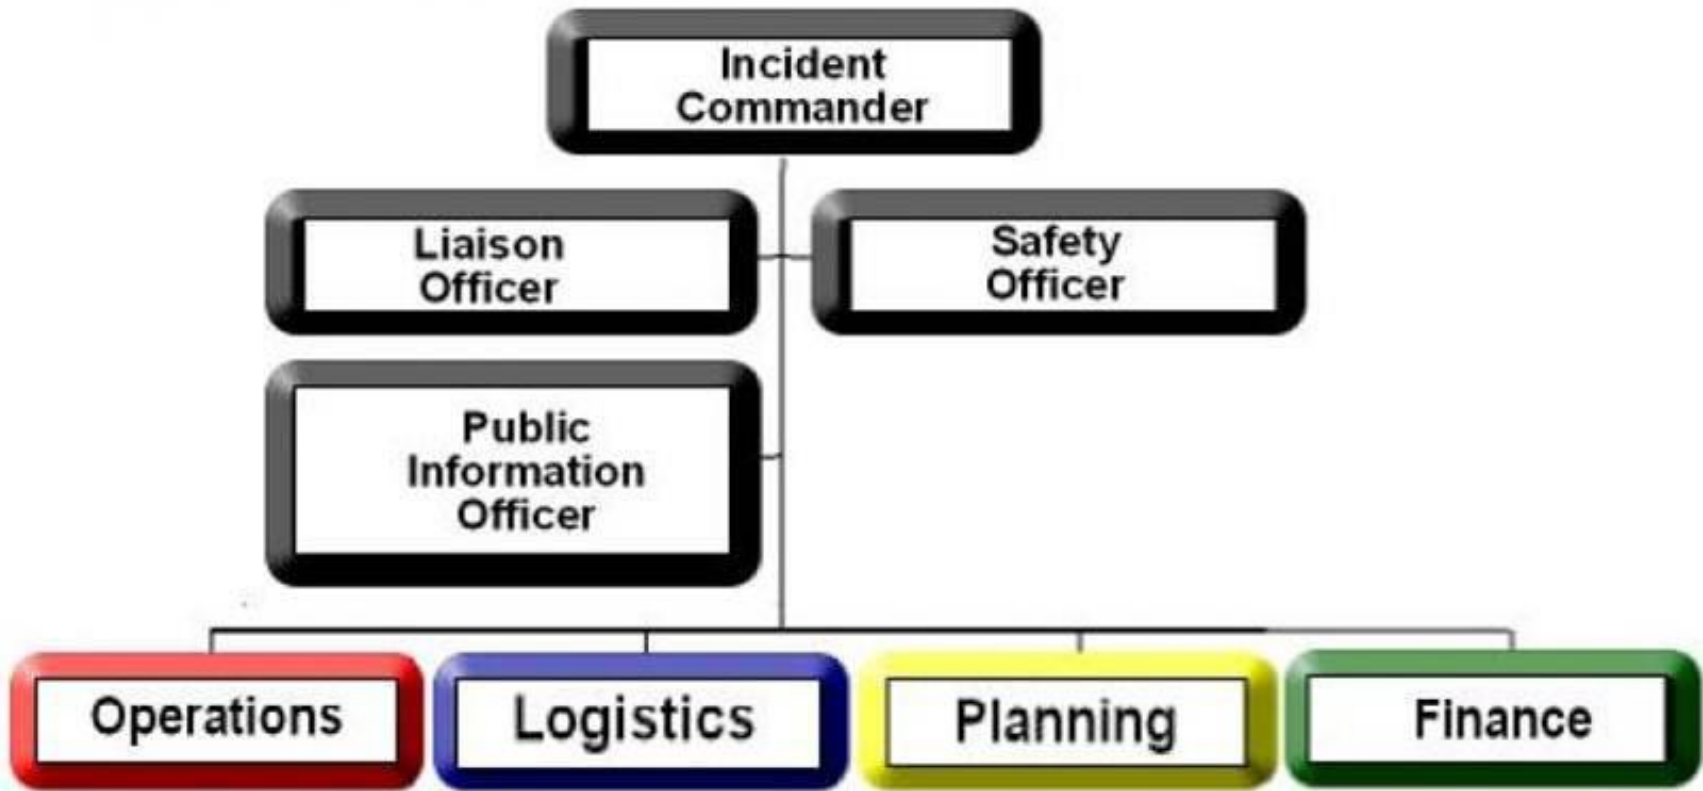 Incident
Commander
Liaison
Officer
Safety
Officer
Public
Information
Officer
Operations
Logistics
Planning
Finance